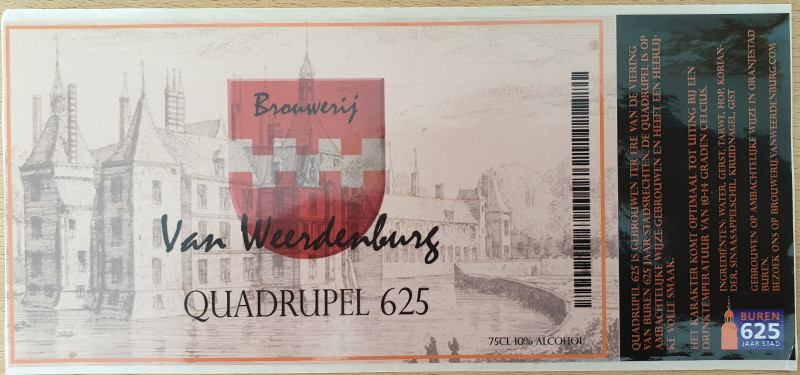 Brouwerij
Van Weerdenburg
QUADRUPEL 625
75CL 10% ALCOHOL
QUADRUPEL 625 IS GEBROUWEN TER ERE VAN DE VIERING
VAN BUREN 625 JAAR STADSRECHTEN. DE QUADRUPEL IS OP
AMBACHTELIJKE WIJZE GEBROUWEN EN HEEFT EEN HEERLIJ-
KE VOLLE SMAAK.
HET KARAKTER KOMT OPTIMAAL TOT UITING BIJ EEN
DRINKTEMPERATUUR VAN 10-14 GRADEN CELCIUS.
INGREDIËNTEN: WATER, GERST, TARWE, HOP, KORIAN-
DER, SINAASAPPELSCHIL, KRUIDNAGEL, GIST
GEBROUWEN OP AMBACHTELIJKE WIJZE IN ORANJESTAD
BUREN.
BEZOEK ONS OP BROUWERIJVANWEERDENBURG.COM
BUREN
625
JAAR STAD